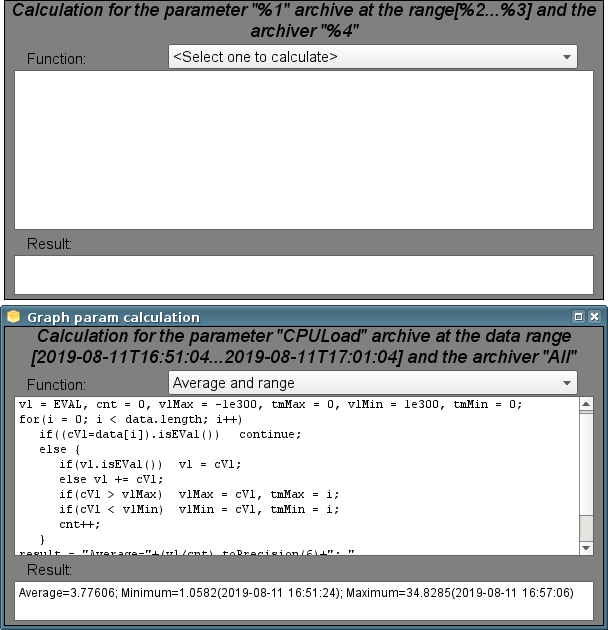 Calculation for the parameter "%1" archive at the range[%2...%3] and the
archiver "%4"
Function: <Select one to calculate>
Result:
Graph param calculation
Calculation for the parameter "CPULoad" archive at the data range
[2019-08-11T16:51:04...2019-08-11T17:01:04] and the archiver "All"
Function: Average and range
vl = EVAL, cnt = 0, vlMax = -1e300, tmMax = 0, vlMin = 1e300, tmMin = 0;
for(i = 0; i < data.length; i++)
if((cVl=data[i]).isEVal()) continue;
else {
if(vl.isEVal()) vl = cVl;
else vl += cVl;
if(cVl > vlMax) vlMax = cVl, tmMax = i;
if(cVl < vlMin) vlMin = cVl, tmMin = i;
cnt++;
}
result = "Average="+(vl/cnt).toPrecision(6)+"; "
Result:
Average=3.77606; Minimum=1.0582(2019-08-11 16:51:24); Maximum=34.8285(2019-08-11 16:57:06)